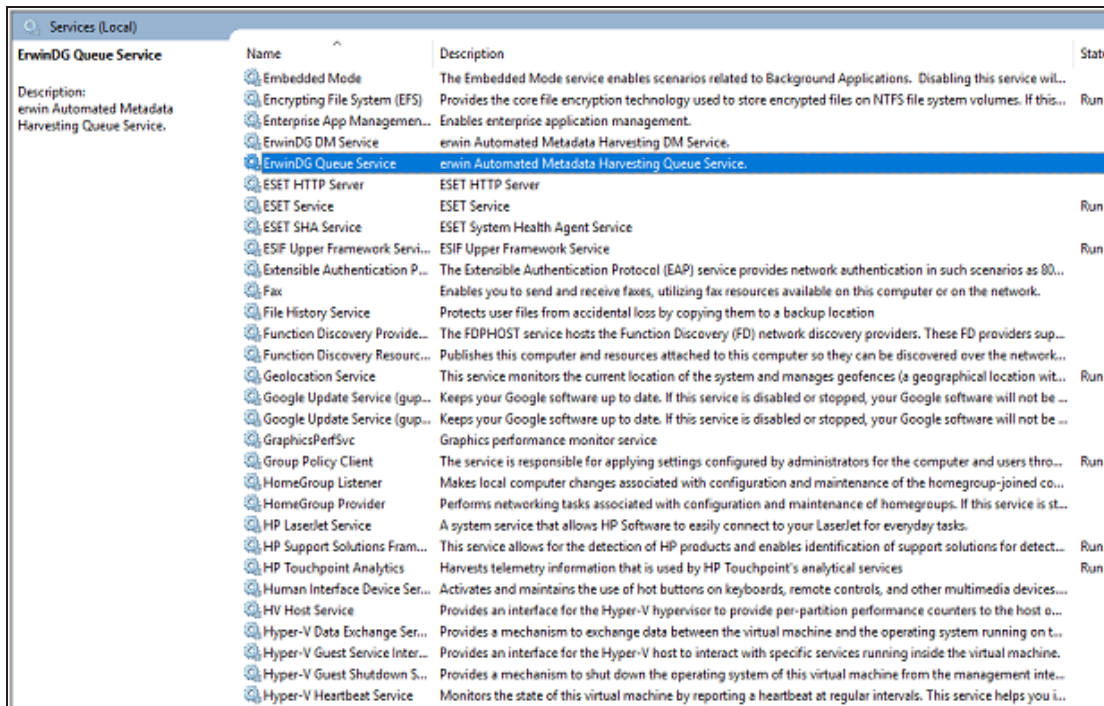 Services (Local)
ErwinDG Queue Service
Description:
erwin Automated Metadata
Harvesting Queue Service.
Name Description State
Embedded Mode The Embedded Mode service enables scenarios related to Background Applications. Disabling this service wil...
Encrypting File System (EFS) Provides the core file encryption technology used to store encrypted files on NTFS file system volumes. If this... Run
Enterprise App Managemen... Enables enterprise application management.
ErwinDG DM Service erwin Automated Metadata Harvesting DM Service.
ErwinDG Queue Service erwin Automated Metadata Harvesting Queue Service.
ESET HTTP Server ESET HTTP Server
ESET Service ESET Service Run
ESET SHA Service ESET System Health Agent Service
ESIF Upper Framework Servi... ESIF Upper Framework Service Run
Extensible Authentication P... The Extensible Authentication Protocol (EAP) service provides network authentication in such scenarios as 80...
Fax Enables you to send and receive faxes, utilizing fax resources available on this computer or on the network.
File History Service Protects user files from accidental loss by copying them to a backup location
Function Discovery Provide... The FDPHOST service hosts the Function Discovery (FD) network discovery providers. These FD providers sup...
Function Discovery Resourc... Publishes this computer and resources attached to this computer so they can be discovered over the network...
Geolocation Service This service monitors the current location of the system and manages geofences (a geographical location wit... Run
Google Update Service (gup... Keeps your Google software up to date. If this service is disabled or stopped, your Google software will not be ...
Google Update Service (gup... Keeps your Google software up to date. If this service is disabled or stopped, your Google software will not be ...
GraphicsPerfSvc Graphics performance monitor service
Group Policy Client The service is responsible for applying settings configured by administrators for the computer and users thro... Run
HomeGroup Listener Makes local computer changes associated with configuration and maintenance of the homegroup-joined co...
HomeGroup Provider Performs networking tasks associated with configuration and maintenance of homegroups. If this service is st...
HP LaserJet Service A system service that allows HP Software to easily connect to your LaserJet for everyday tasks.
HP Support Solutions Fram... This service allows for the detection of HP products and enables identification of support solutions for detect... Run
HP Touchpoint Analytics Harvests telemetry information that is used by HP Touchpoint's analytical services Run
Human Interface Device Ser... Activates and maintains the use of hot buttons on keyboards, remote controls, and other multimedia devices....
HV Host Service Provides an interface for the Hyper-V hypervisor to provide per-partition performance counters to the host o...
Hyper-V Data Exchange Ser... Provides a mechanism to exchange data between the virtual machine and the operating system running on t...
Hyper-V Guest Service Inter... Provides an interface for the Hyper-V host to interact with specific services running inside the virtual machine.
Hyper-V Guest Shutdown S... Provides a mechanism to shut down the operating system of this virtual machine from the management inte...
Hyper-V Heartbeat Service Monitors the state of this virtual machine by reporting a heartbeat at regular intervals. This service helps you i...